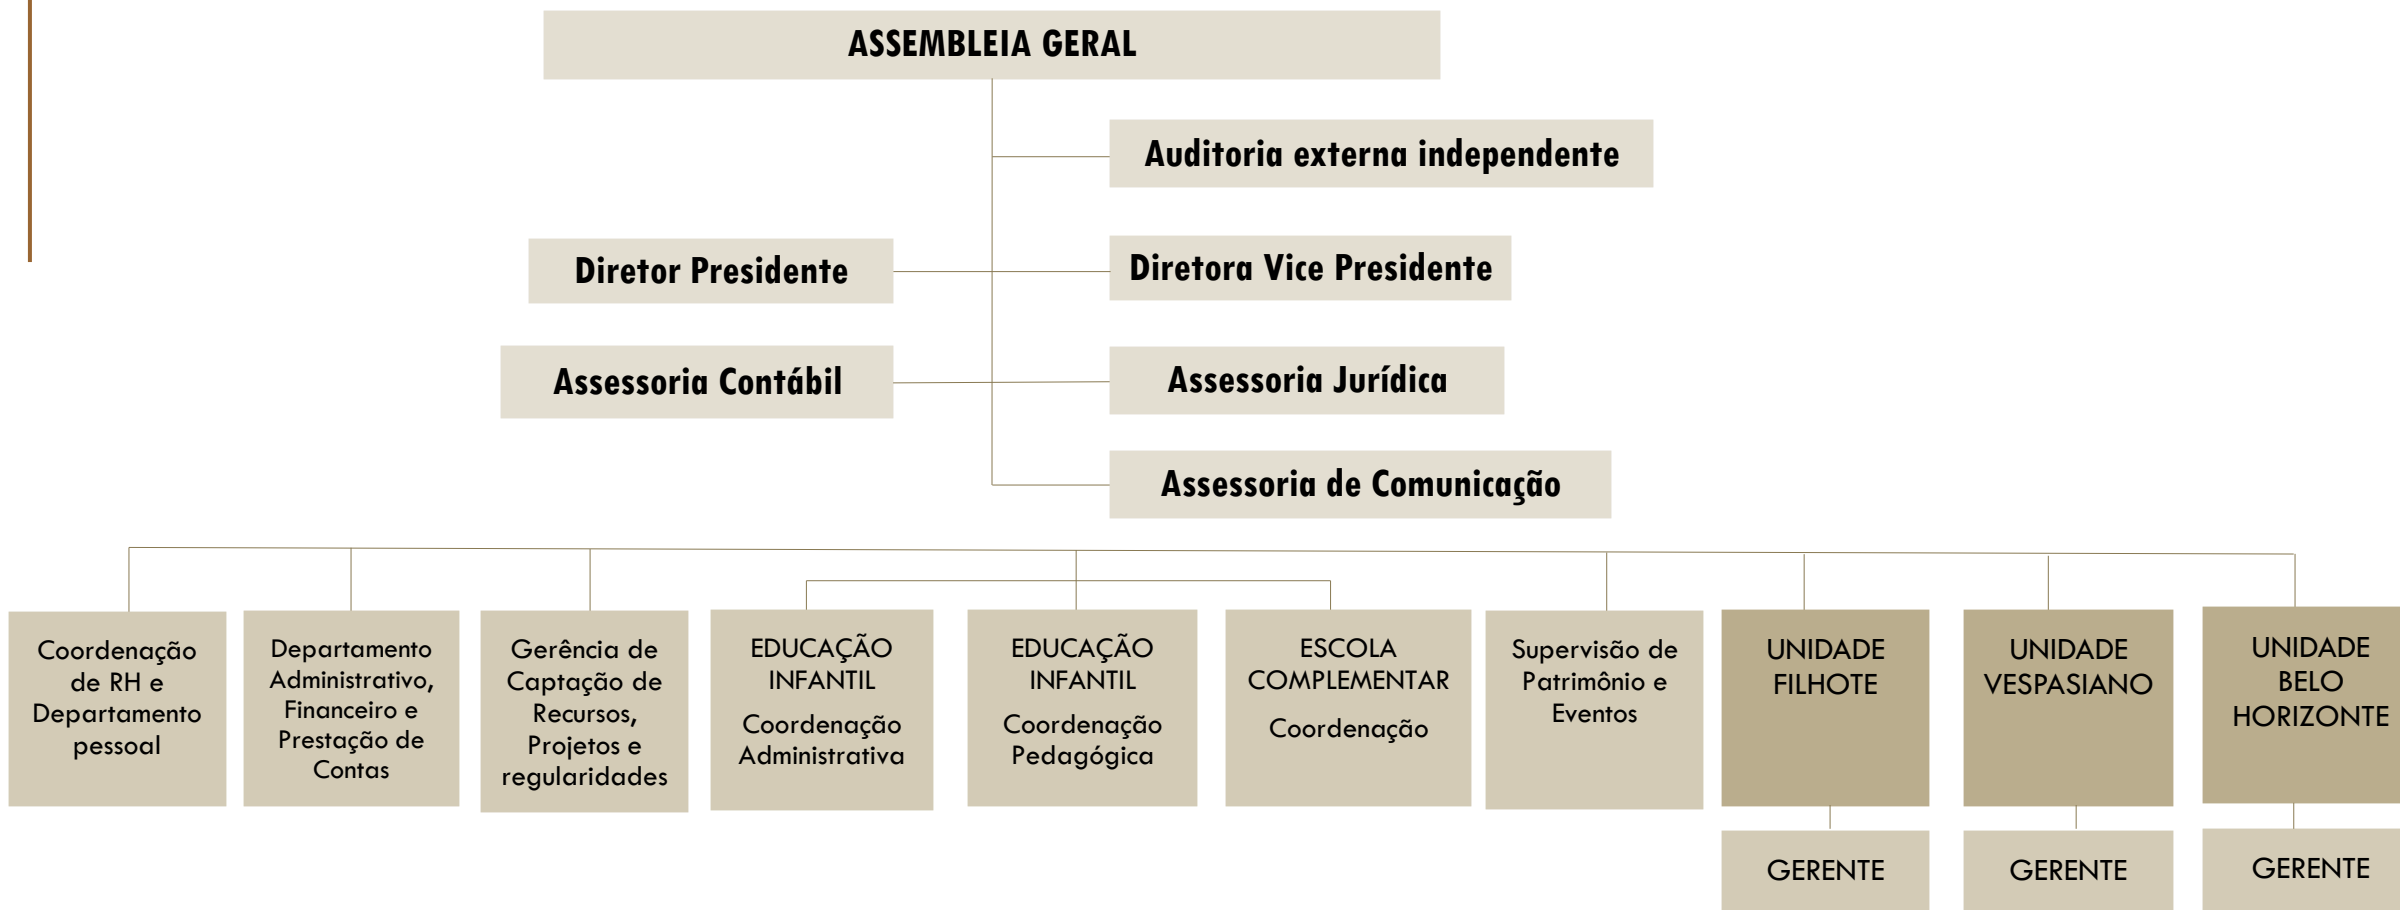 ASSEMBLEIA GERAL
Auditoria externa independente
Diretor Presidente
Diretora Vice Presidente
Assessoria Contábil
Assessoria Jurídica
Assessoria de Comunicação
Coordenação
de RH e
Departamento
pessoal
Departamento
Administrativo,
Financeiro e
Prestação de
Contas
Gerência de
Captação de
Recursos,
Projetos e
regularidades
EDUCAÇÃO
INFANTIL
Coordenação
Administrativa
EDUCAÇÃO
INFANTIL
Coordenação
Pedagógica
ESCOLA
COMPLEMENTAR
Coordenação
Supervisão de
Patrimônio e
Eventos
UNIDADE
FILHOTE
UNIDADE
VESPASIANO
UNIDADE
BELO
HORIZONTE
GERENTE
GERENTE
GERENTE